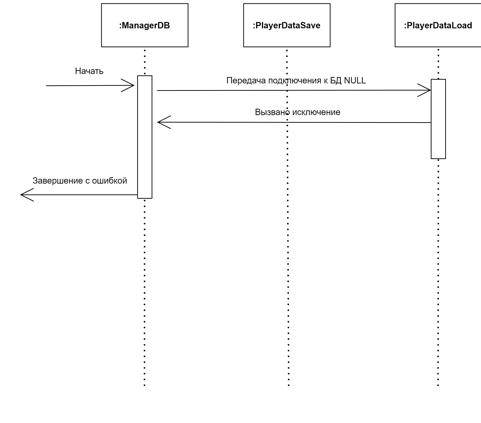 :ManagerDB
:PlayerDataSave
:PlayerDataLoad
Начать
Передача подключения к БД NULL
Вызвано исключение
Завершение с ошибкой